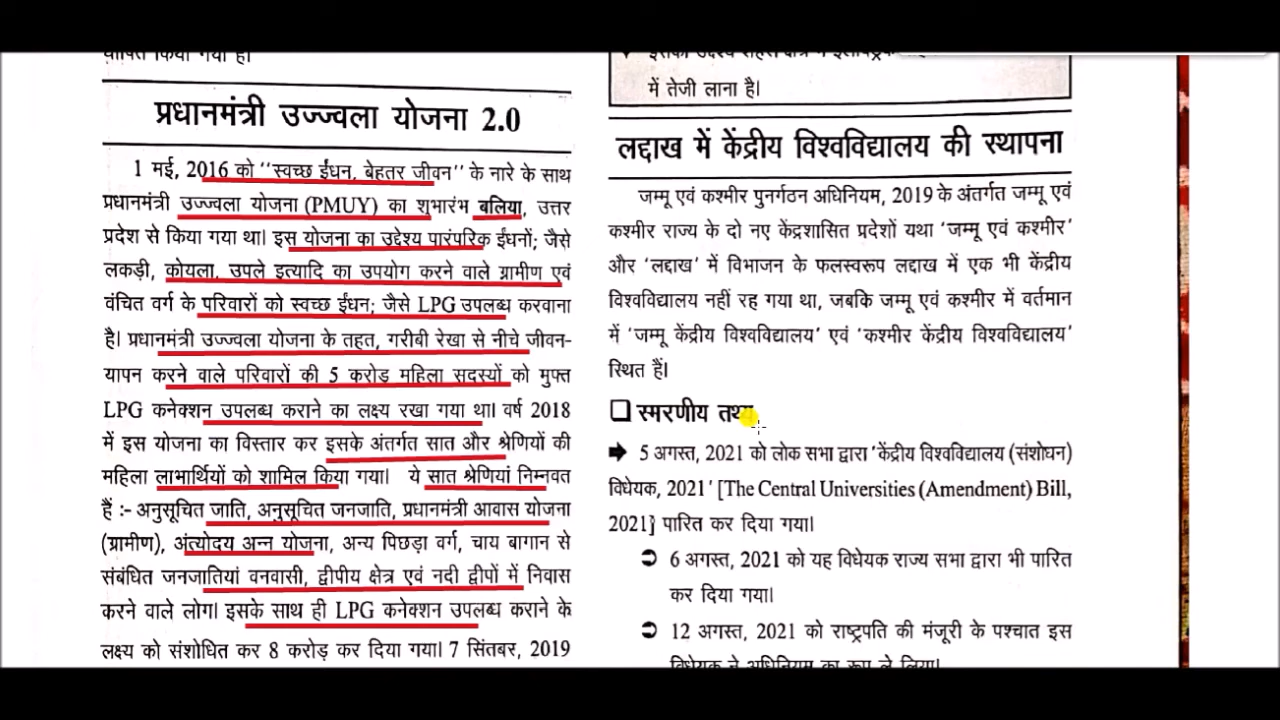 प्रधानमंत्री उज्ज्वला योजना 2.0
1 मई, 2016 को "स्वच्छ ईंधन, बेहतर जीवन" के नारे के साथ
प्रधानमंत्री उज्ज्वला योजना (PMUY) का शुभारंभ बलिया, उत्तर
प्रदेश से किया गया था। इस योजना का उद्देश्य पारंपरिक ईंधनों; जैसे
लकड़ी, कोयला, उपले इत्यादि का उपयोग करने वाले ग्रामीण एवं
वंचित वर्ग के परिवारों को स्वच्छ ईंधन; जैसे LPG उपलब्ध करवाना
है। प्रधानमंत्री उज्ज्वला योजना के तहत, गरीबी रेखा से नीचे जीवन-
यापन करने वाले परिवारों की 5 करोड़ महिला सदस्यों को मुफ्त
LPG कनेक्शन उपलब्ध कराने का लक्ष्य रखा गया था। वर्ष 2018
में इस योजना का विस्तार कर इसके अंतर्गत सात और श्रेणियों की
महिला लाभार्थियों को शामिल किया गया। ये सात श्रेणियां निम्नवत
हैं :- अनुसूचित जाति, अनुसूचित जनजाति, प्रधानमंत्री आवास योजना
(ग्रामीण), अंत्योदय अन्न योजना, अन्य पिछड़ा वर्ग, चाय बागान से
संबंधित जनजातियां वनवासी, द्वीपीय क्षेत्र एवं नदी द्वीपों में निवास
करने वाले लोग। इसके साथ ही LPG कनेक्शन उपलब्ध कराने के
लक्ष्य को संशोधित कर 8 करोड़ कर दिया गया। 7 सितंबर, 2019
में तेजी लाना है।
लद्दाख में केंद्रीय विश्वविद्यालय की स्थापना
जम्मू एवं कश्मीर पुनर्गठन अधिनियम, 2019 के अंतर्गत जम्मू एवं
कश्मीर राज्य के दो नए केंद्रशासित प्रदेशों यथा 'जम्मू एवं कश्मीर'
और 'लद्दाख' में विभाजन के फलस्वरूप लद्दाख में एक भी केंद्रीय
विश्वविद्यालय नहीं रह गया था, जबकि जम्मू एवं कश्मीर में वर्तमान
में 'जम्मू केंद्रीय विश्वविद्यालय' एवं 'कश्मीर केंद्रीय विश्वविद्यालय'
स्थित हैं।
❑ स्मरणीय तथ्य
➡ 5 अगस्त, 2021 को लोक सभा द्वारा 'केंद्रीय विश्वविद्यालय (संशोधन)
विधेयक, 2021' [The Central Universities (Amendment) Bill,
2021] पारित कर दिया गया।
➲ 6 अगस्त, 2021 को यह विधेयक राज्य सभा द्वारा भी पारित
कर दिया गया।
➲ 12 अगस्त, 2021 को राष्ट्रपति की मंजूरी के पश्चात इस
विधेयक ने अधिनियम का रूप ले लिया।